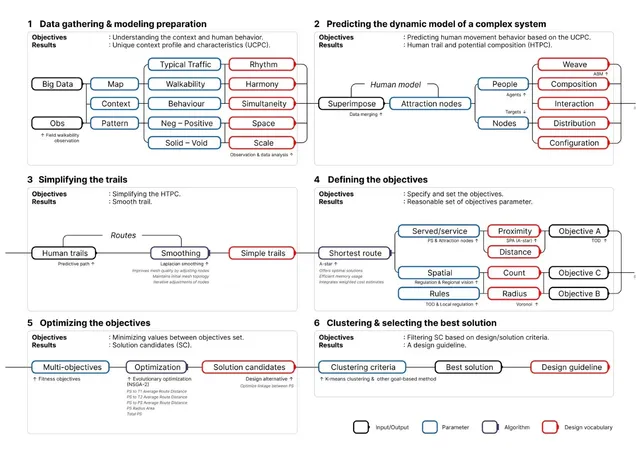 1 Data gathering & modeling preparation
Objectives : Understanding the context and human behavior.
Results : Unique context profile and characteristics (UCPC).
Typical Traffic Rhythm
Big Data Map Walkability Harmony
Context Behaviour Simultaneity
Obs Pattern Neg – Positive Space
↑ Field walkability
observation
Solid – Void Scale
Observation & data analysis ↑
2 Predicting the dynamic model of a complex system
Objectives : Predicting human movement behavior based on the UCPC.
Results : Human trail and potential composition (HTPC).
Weave
ABM ↑
Human model People Composition
Agents ↑
Superimpose Attraction nodes Interaction
Data merging ↑
Targets ↓
Nodes Distribution
Configuration
3 Simplifying the trails
Objectives : Simplifying the HTPC.
Results : Smooth trail.
Routes
Human trails Smoothing Simple trails
Predictive path ↑ Laplacian smoothing ↑
Improves mesh quality by adjusting nodes
Maintains initial mesh topology
Iterative adjustments of nodes
4 Defining the objectives
Objectives : Specify and set the objectives.
Results : Reasonable set of objectives parameter.
Served/service Proximity Objective A
FS & Attraction nodes ↑ SPA (A-star) ↑ TOD ↑
Shortest route Distance
A-star ↑
Offers optimal solutions
Efficient memory usage
Integrates weighted cost estimates
Spatial Count Objective C
Regulation & Regional vision ↑
Rules Radius Objective B
TOD & Local regulation ↑ Voronoi ↑
5 Optimizing the objectives
Objectives : Minimizing values between objectives set.
Results : Solution candidates (SC).
Multi-objectives Optimization Solution candidates
↑ Fitness objectives ↑ Evolutionary optimization Design alternative ↑
(NSGA-2) Optimize linkage between FS
FS to T1 Average Route Distance
FS to T2 Average Route Distance
FS to F2 Average Route Distance
FS Radius Area
Total FS
6 Clustering & selecting the best solution
Objectives : Filtering SC based on design/solution criteria.
Results : A design guideline.
Clustering criteria Best solution Design guideline
↑ K-means clustering & other goal-based method
Input/Output Parameter Algorithm Design vocabulary